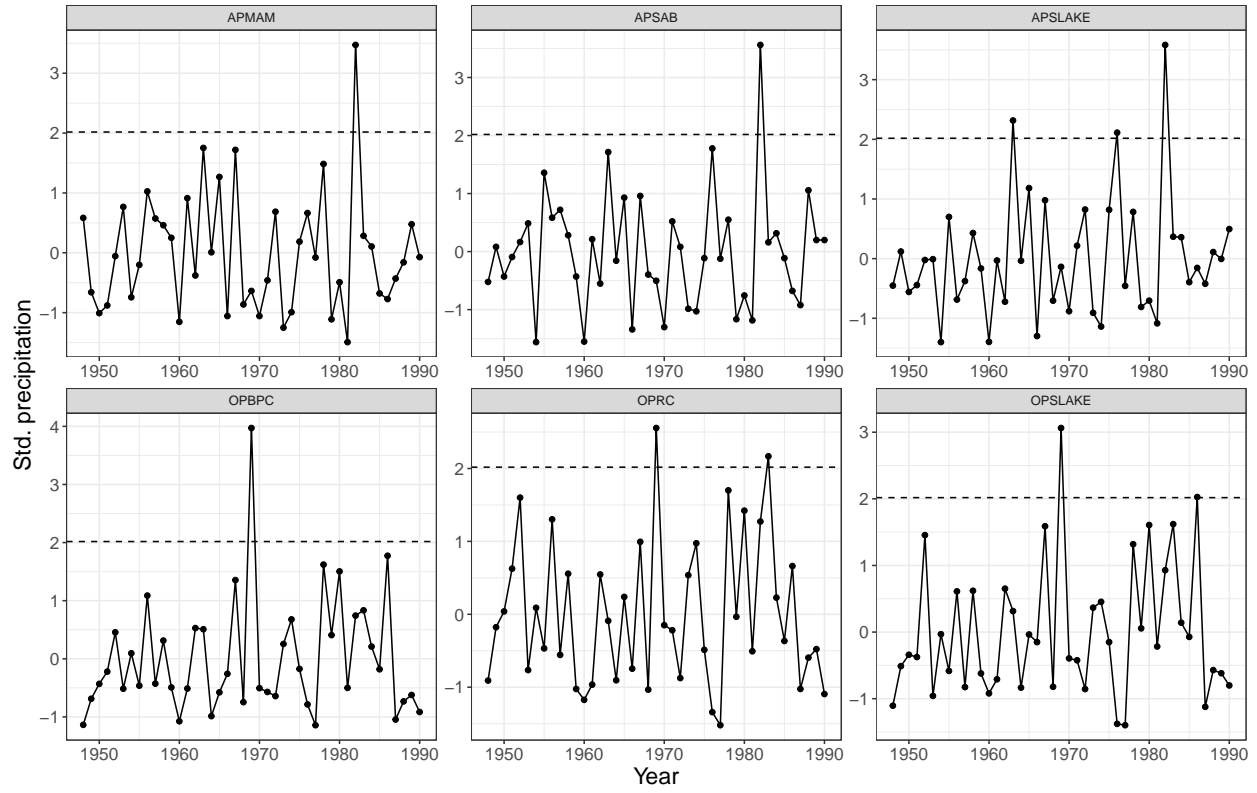 APMAM APSAB APSLAKE
3 3 3
2 2 2
1 1 1
0 0 0
−1 −1 −1
1950 1960 1970 1980 1990 1950 1960 1970 1980 1990 1950 1960 1970 1980 1990
Std. precipitation
OPBPC OPRC OPSLAKE
4 3
3 2 2
2 1 1
1 0 0
0 −1 −1
−1
1950 1960 1970 1980 1990 1950 1960 1970 1980 1990 1950 1960 1970 1980 1990
Year